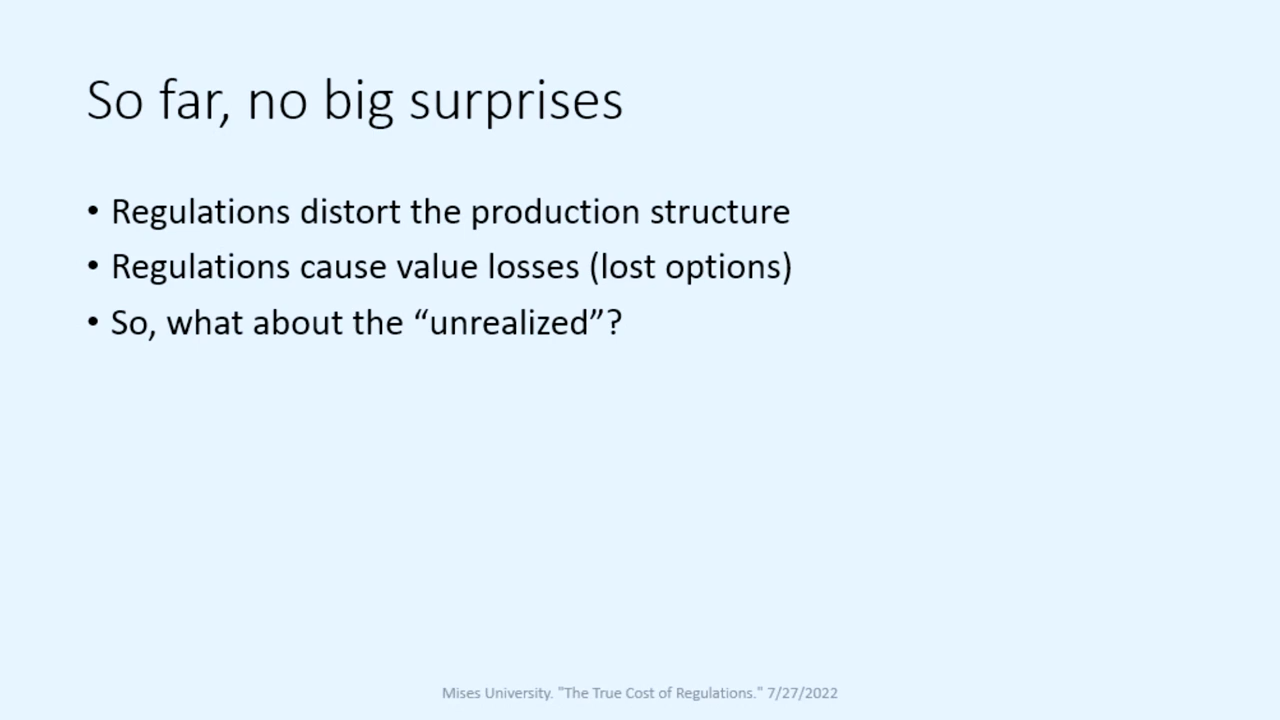 So far, no big surprises
• Regulations distort the production structure
• Regulations cause value losses (lost options)
• So, what about the “unrealized”?
Mises University. "The True Cost of Regulations." 7/27/2022